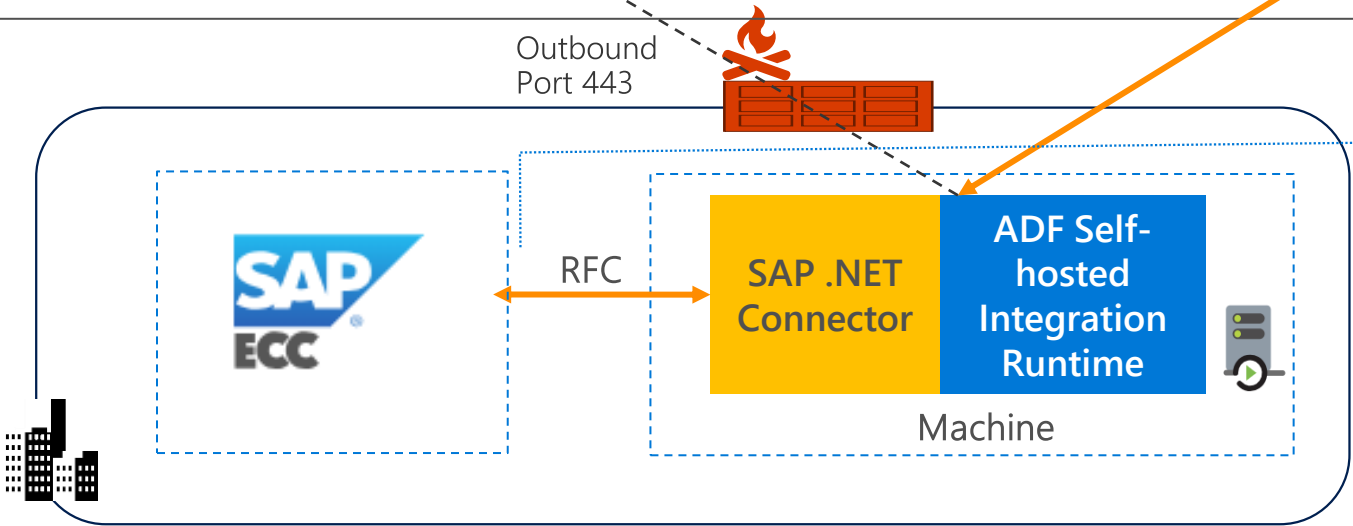 Outbound
Port 443
SAP
®
ECC
RFC
SAP .NET
Connector
ADF Self-
hosted
Integration
Runtime
Machine